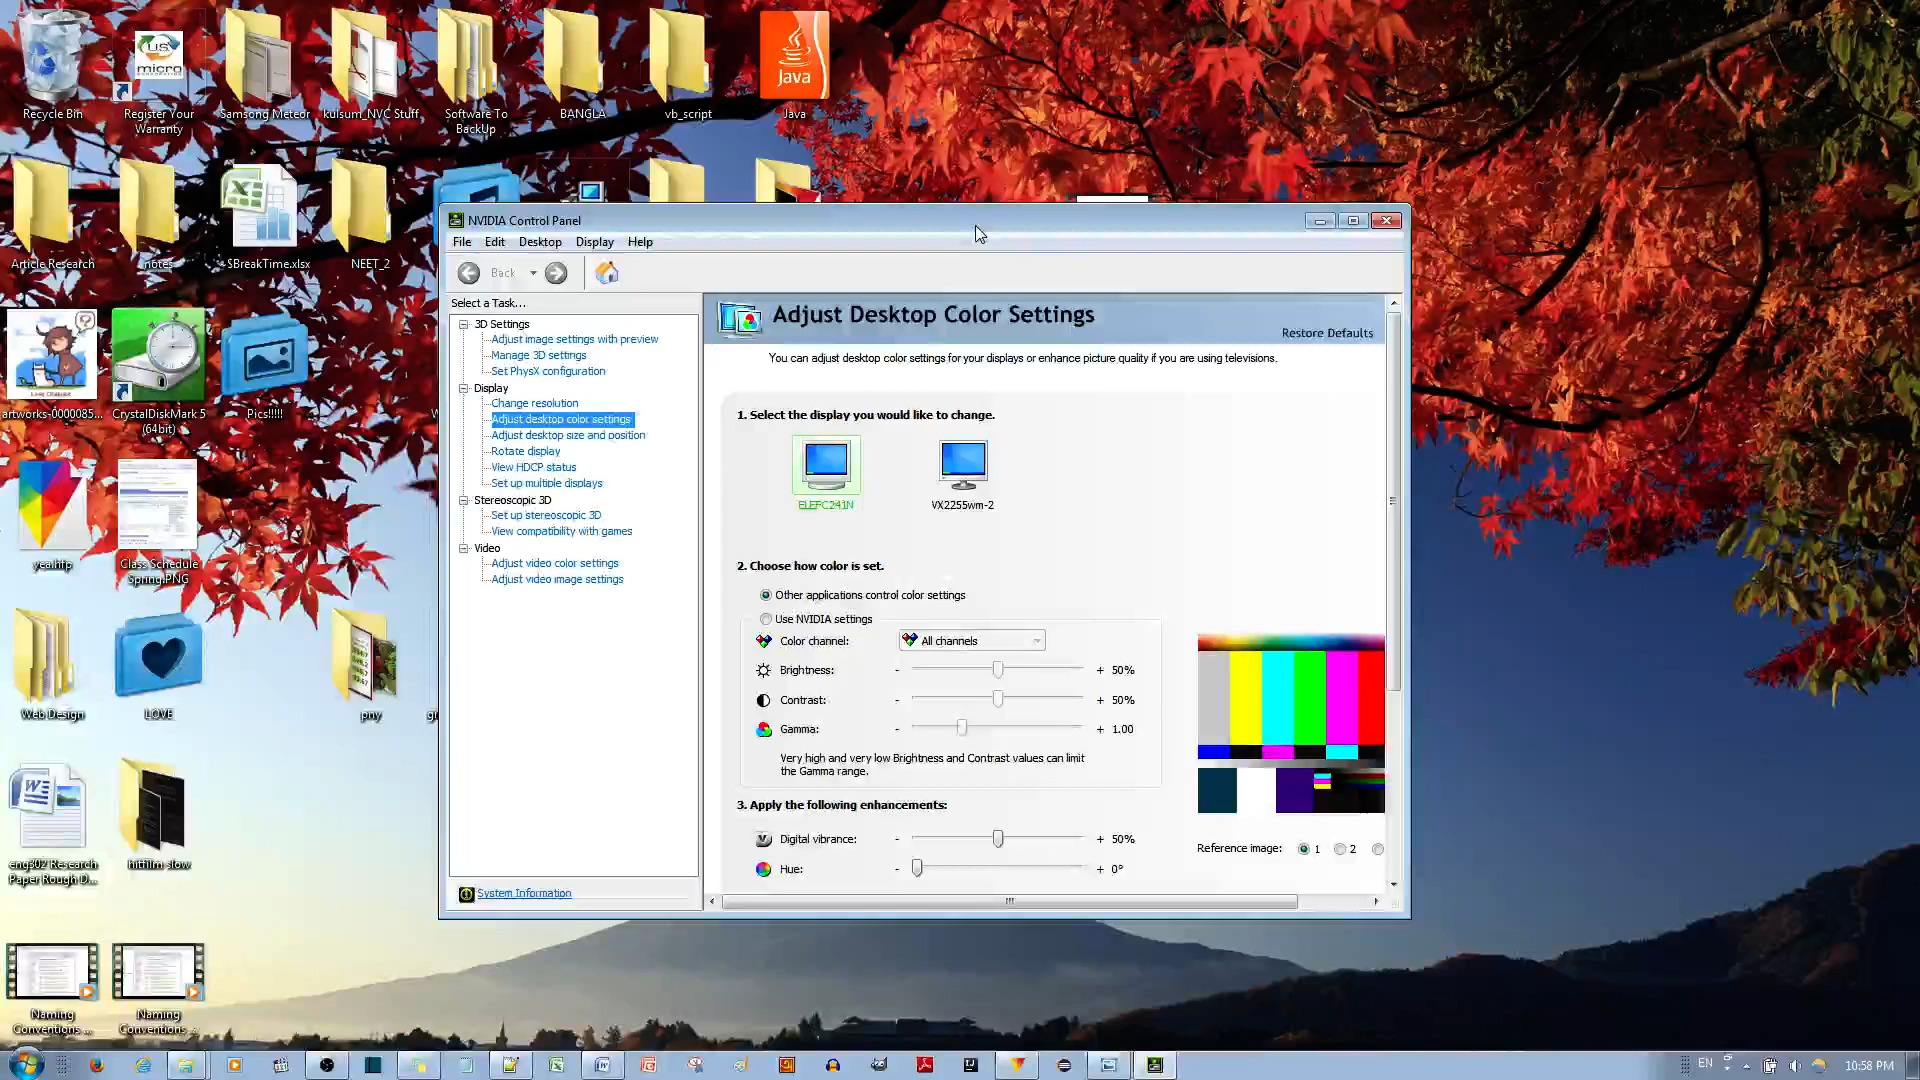 Recycle Bin
US
micro
Register Your
Warranty
Samsong Meteor
kulsum_NVC Stuff
Software To
BackUp
BANGLA
vb_script
Java
Java
Article Research
notes
~$BreakTime.xlsx
NEET_2
CrystalDiskMark 5
(64bit)
Pics!!!!!
yea.hfp
Class Schedule
Spring.PNG
Web Design
LOVE
pny
eng302 Research
Paper Rough D...
hitfilm slow
Naming
Conventions ...
Naming
Conventions ...
NVIDIA Control Panel
File Edit Desktop Display Help
Back
Select a Task...
3D Settings
Adjust image settings with preview
Manage 3D settings
Set PhysX configuration
Display
Change resolution
Adjust desktop color settings
Adjust desktop size and position
Rotate display
View HDCP status
Set up multiple displays
Stereoscopic 3D
Set up stereoscopic 3D
View compatibility with games
Video
Adjust video color settings
Adjust video image settings
System Information
Adjust Desktop Color Settings
Restore Defaults
You can adjust desktop color settings for your displays or enhance picture quality if you are using televisions.
1. Select the display you would like to change.
VX2255wm-2
2. Choose how color is set.
Other applications control color settings
Use NVIDIA settings
Color channel: All channels
Brightness: - + 50%
Contrast: - + 50%
Gamma: - + 1.00
Very high and very low Brightness and Contrast values can limit
the Gamma range.
3. Apply the following enhancements:
Digital vibrance: - + 50%
Hue: - + 0°
Reference image: 1 2
EN
10:58 PM